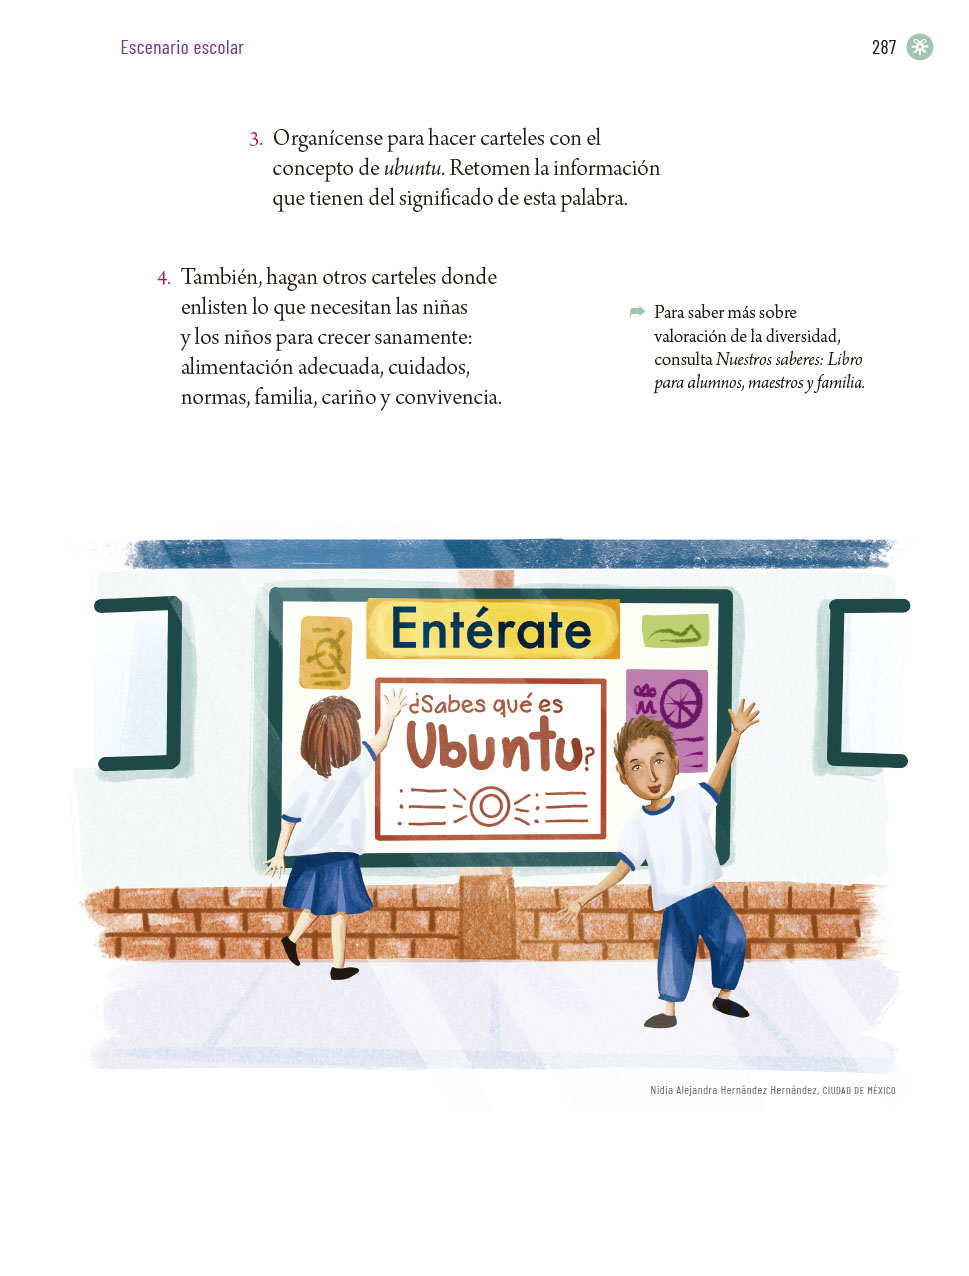 Escenario escolar
287
3. Organícense para hacer carteles con el
concepto de ubuntu. Retomen la información
que tienen del significado de esta palabra.
4. También, hagan otros carteles donde
enlisten lo que necesitan las niñas
y los niños para crecer sanamente:
alimentación adecuada, cuidados,
normas, familia, cariño y convivencia.
Para saber más sobre
valoración de la diversidad,
consulta Nuestros saberes: Libro
para alumnos, maestros y familia.
Entérate
¿Sabes qué es
Ubuntu?
Nidia Alejandra Hernández Hernández, CIUDAD DE MÉXICO